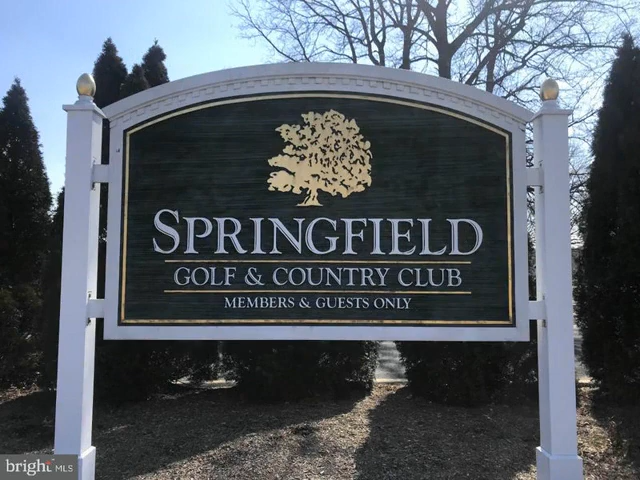 SPRINGFIELD
GOLF & COUNTRY CLUB
MEMBERS & GUESTS ONLY
bright MLS